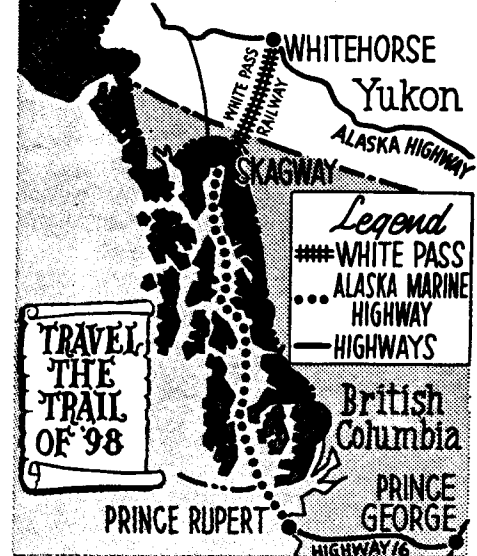 WHITEHORSE
WHITE PASS
RAILWAY
Yukon
ALASKA HIGHWAY
SKAGWAY
Legend
WHITE PASS
ALASKA MARINE
HIGHWAY
HIGHWAYS
TRAVEL
THE
TRAIL
OF '98
British
Columbia
PRINCE
GEORGE
PRINCE RUPERT
HIGHWAY 16